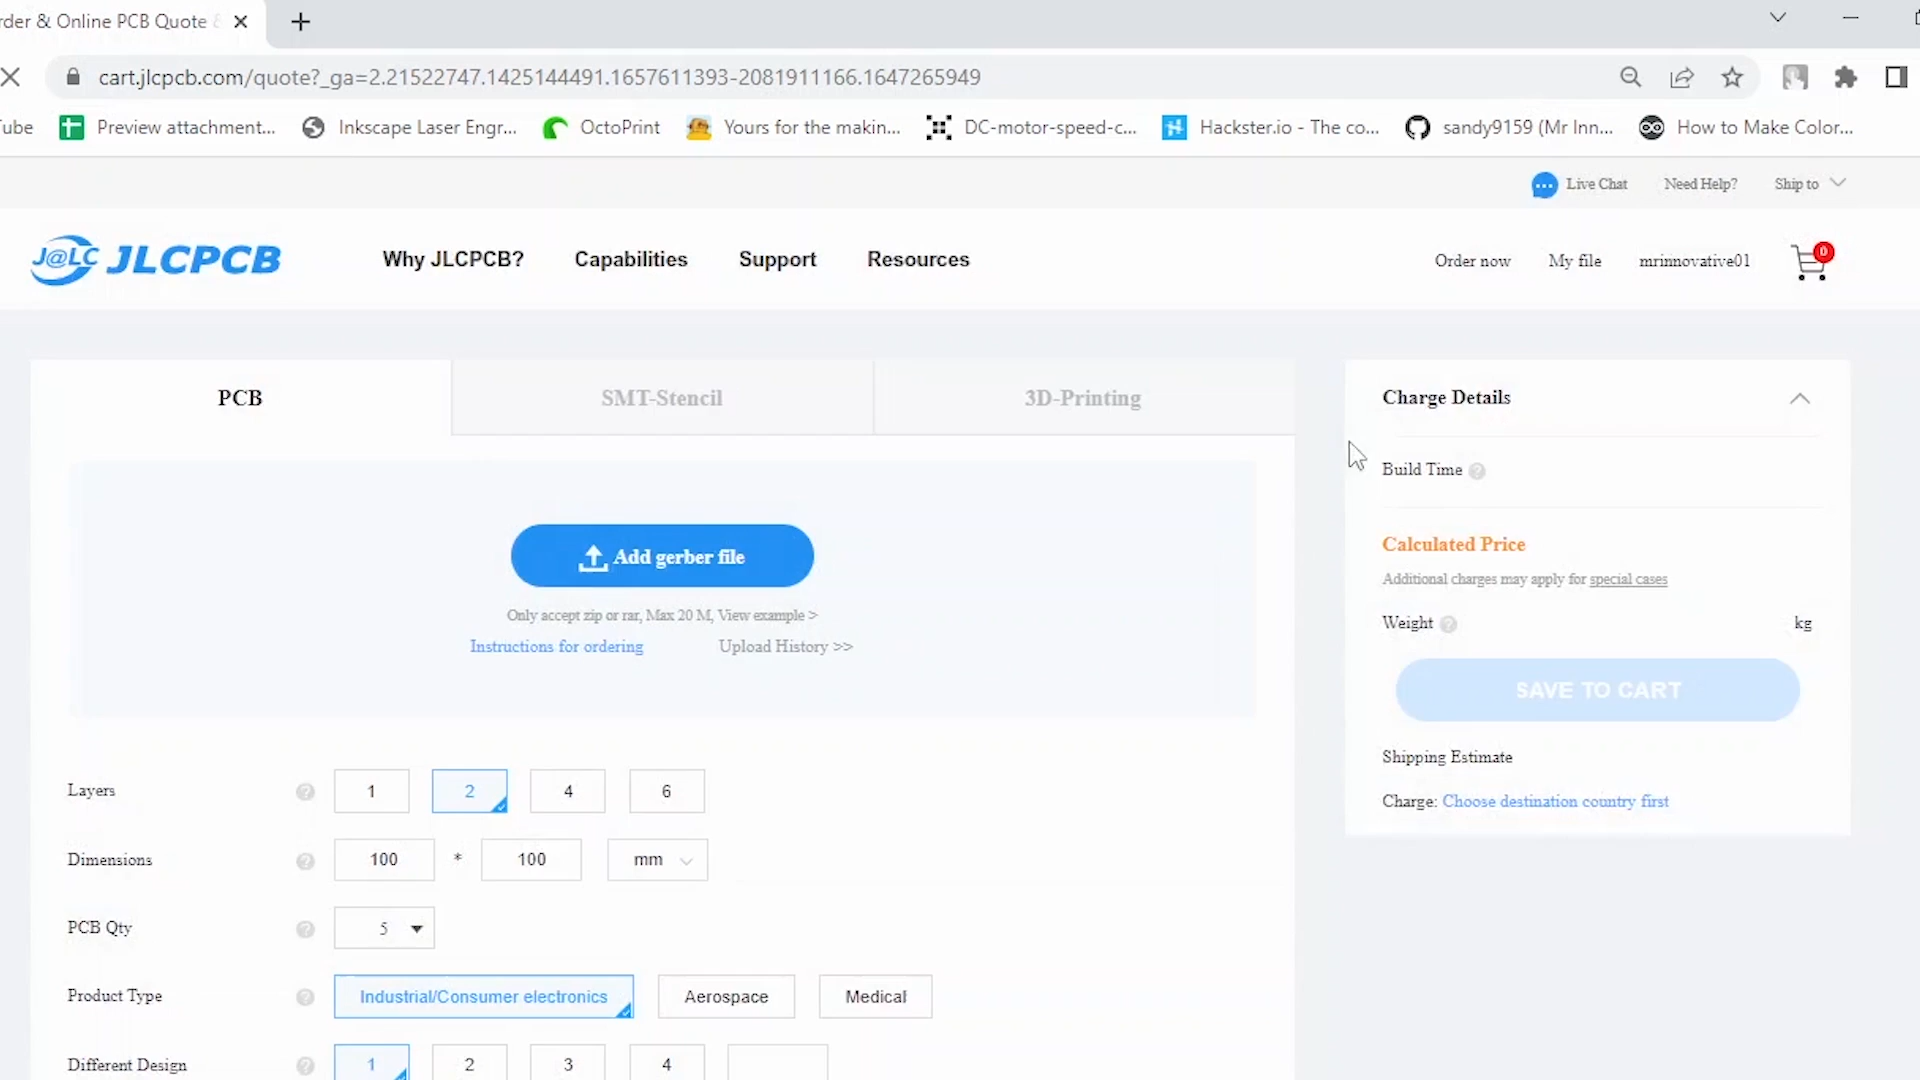 rder & Online PCB Quote &
cart.jlcpcb.com/quote?_ga=2.21522747.1425144491.1657611393-2081911166.1647265949
Tube Preview attachment... Inkscape Laser Engr... OctoPrint Yours for the makin... DC-motor-speed-c... Hackster.io - The co... sandy9159 (Mr Inn... How to Make Color...
Live Chat Need Help? Ship to
J@LC JLCPCB Why JLCPCB? Capabilities Support Resources Order now My file mrinnovative01 0
PCB SMT-Stencil 3D-Printing
Add gerber file
Only accept zip or rar, Max 20 M, View example >
Instructions for ordering Upload History >>
Layers ? 1 2 4 6
Dimensions ? 100 * 100 mm
PCB Qty ? 5
Product Type ? Industrial/Consumer electronics Aerospace Medical
Different Design ? 1 2 3 4
Charge Details
Build Time ?
Calculated Price
Additional charges may apply for special cases
Weight ? kg
SAVE TO CART
Shipping Estimate
Charge: Choose destination country first